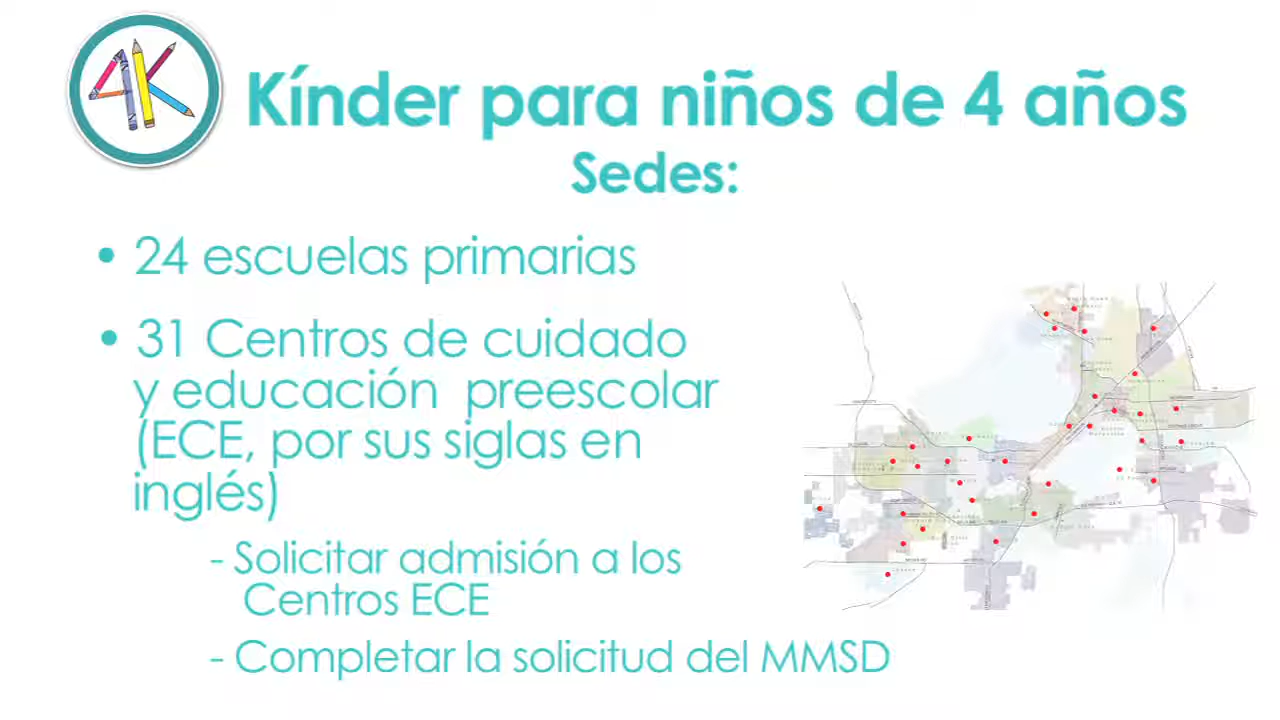 4K
Kínder para niños de 4 años
Sedes:
• 24 escuelas primarias
• 31 Centros de cuidado
y educación preescolar
(ECE, por sus siglas en
inglés)
- Solicitar admisión a los
Centros ECE
- Completar la solicitud del MMSD